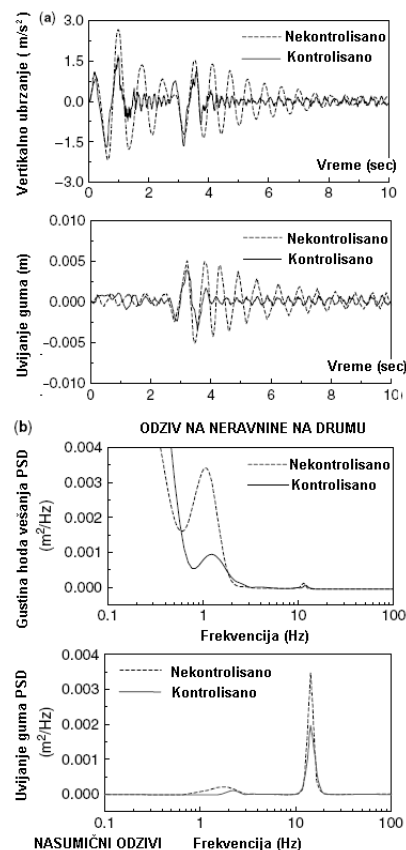 (a)
Vertikalno ubrzanje ( m/s²)
3.0
1.5
0.0
−1.5
−3.0
Nekontrolisano
Kontrolisano
Vreme (sec)
0 2 4 6 8 10
Uvijanje guma (m)
0.010
0.005
0.000
−0.005
−0.010
Nekontrolisano
Kontrolisano
Vreme (sec)
0 2 4 6 8 10
(b) ODZIV NA NERAVNINE NA DRUMU
Gustina hoda vešanja PSD
(m²/Hz)
0.004
0.003
0.002
0.001
0.000
Nekontrolisano
Kontrolisano
0.1 1 10 100
Frekvencija (Hz)
Uvijanje guma PSD
(m²/Hz)
0.004
0.003
0.002
0.001
0.000
Nekontrolisano
Kontrolisano
0.1 1 10 100
NASUMIČNI ODZIVI Frekvencija (Hz)